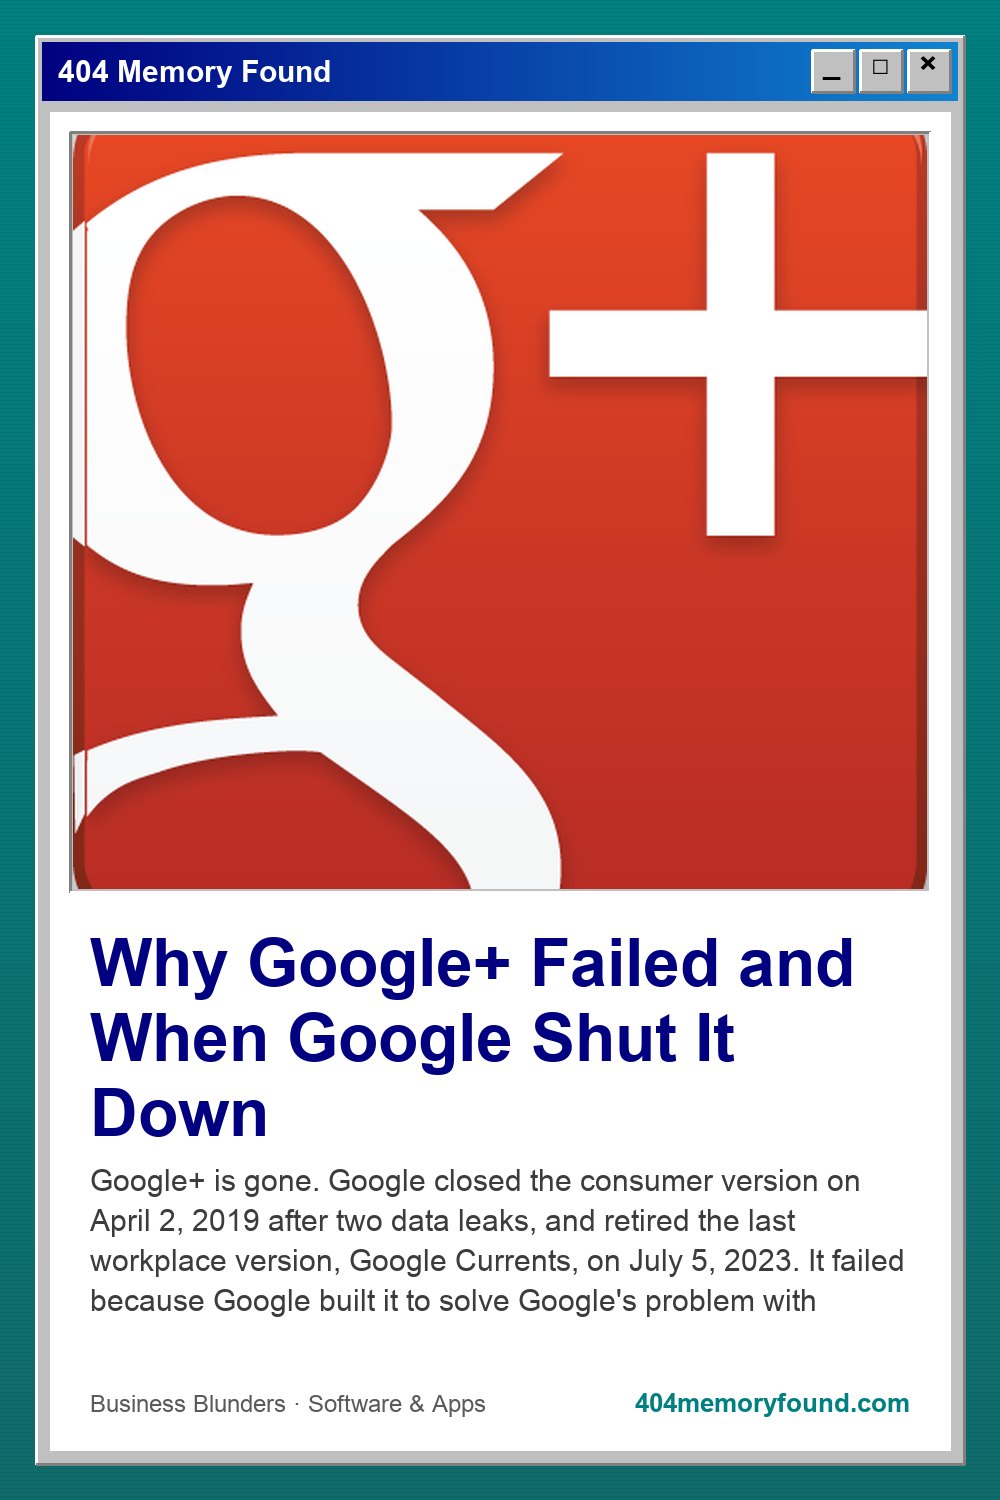 404 Memory Found
g+
Why Google+ Failed and
When Google Shut It
Down
Google+ is gone. Google closed the consumer version on
April 2, 2019 after two data leaks, and retired the last
workplace version, Google Currents, on July 5, 2023. It failed
because Google built it to solve Google's problem with
Business Blunders · Software & Apps
404memoryfound.com